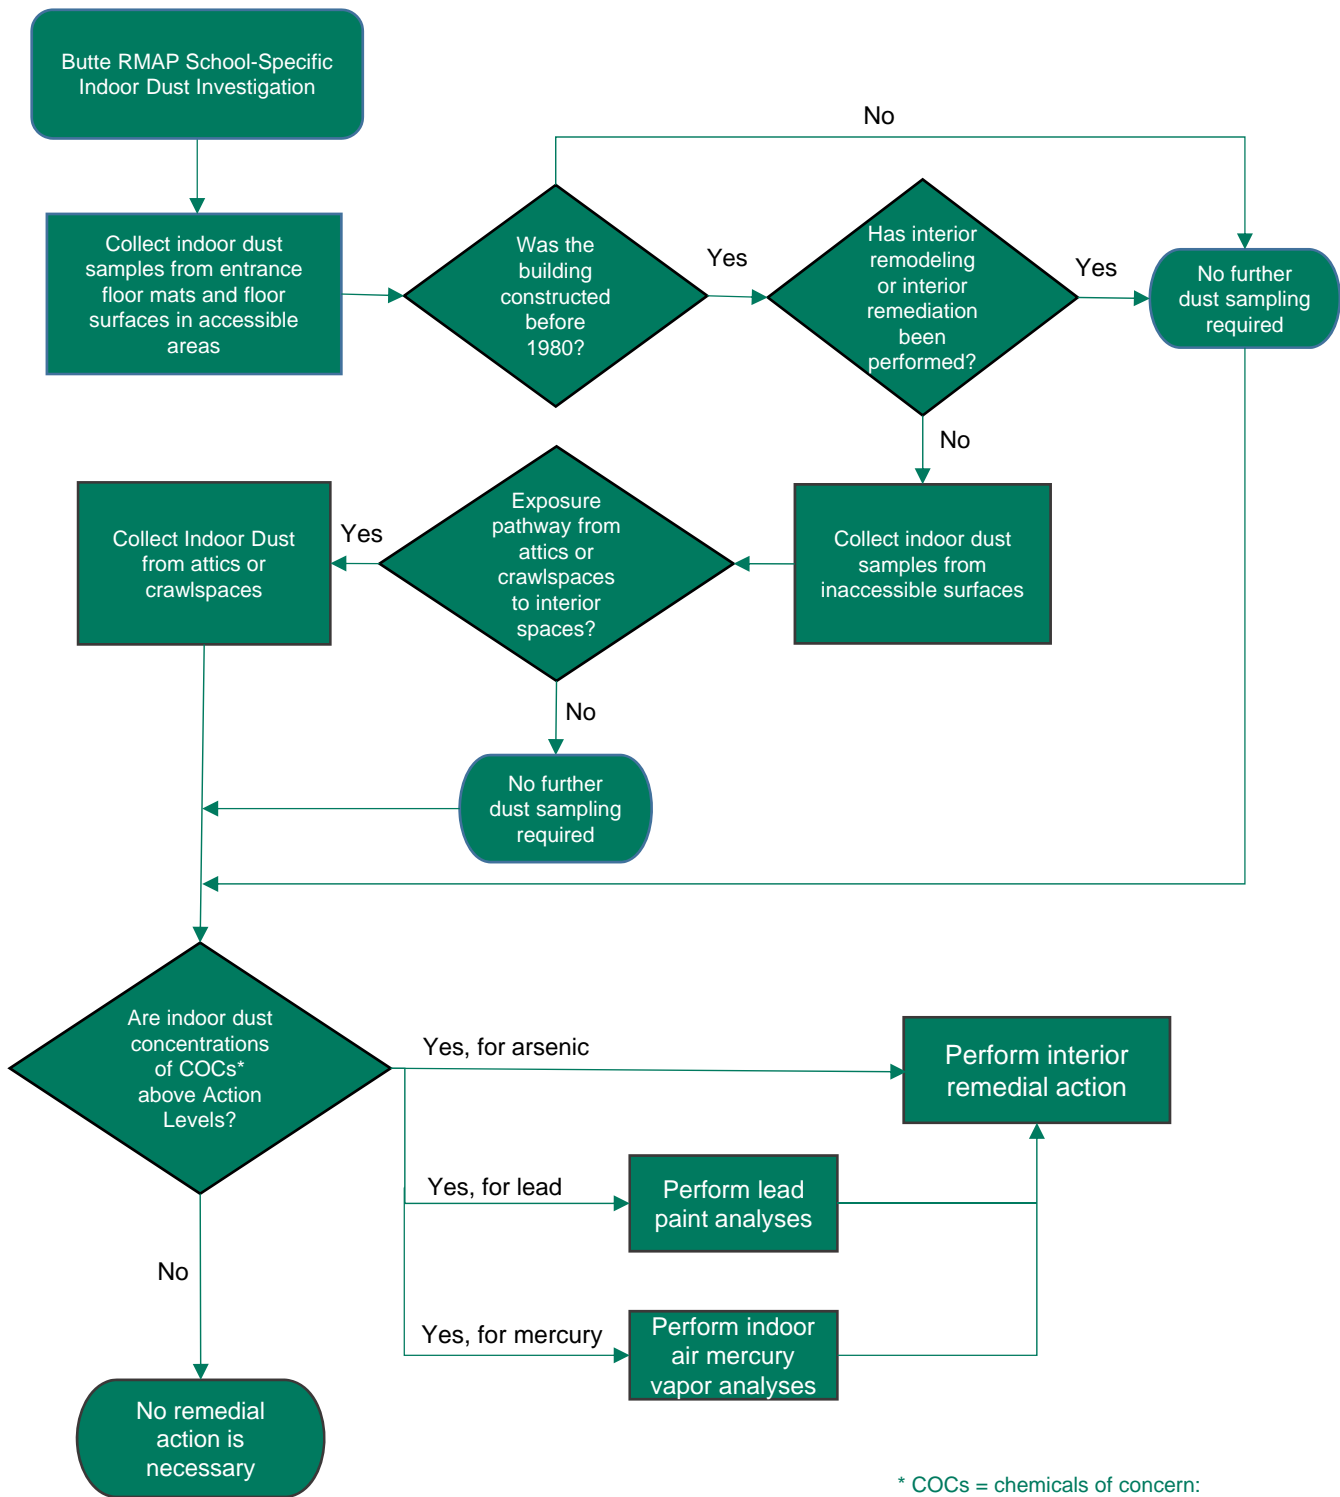 Butte RMAP School-Specific
Indoor Dust Investigation
No
Collect indoor dust
samples from entrance
floor mats and floor
surfaces in accessible
areas
Was the
building
constructed
before
1980?
Yes
Has interior
remodeling
or interior
remediation
been
performed?
Yes
No further
dust sampling
required
No
Collect indoor dust
samples from
inaccessible surfaces
Exposure
pathway from
attics or
crawlspaces
to interior
spaces?
Yes
Collect Indoor Dust
from attics or
crawlspaces
No
No further
dust sampling
required
Are indoor dust
concentrations
of COCs*
above Action
Levels?
Yes, for arsenic
Perform interior
remedial action
Yes, for lead
Perform lead
paint analyses
Yes, for mercury
Perform indoor
air mercury
vapor analyses
No
No remedial
action is
necessary
* COCs = chemicals of concern: